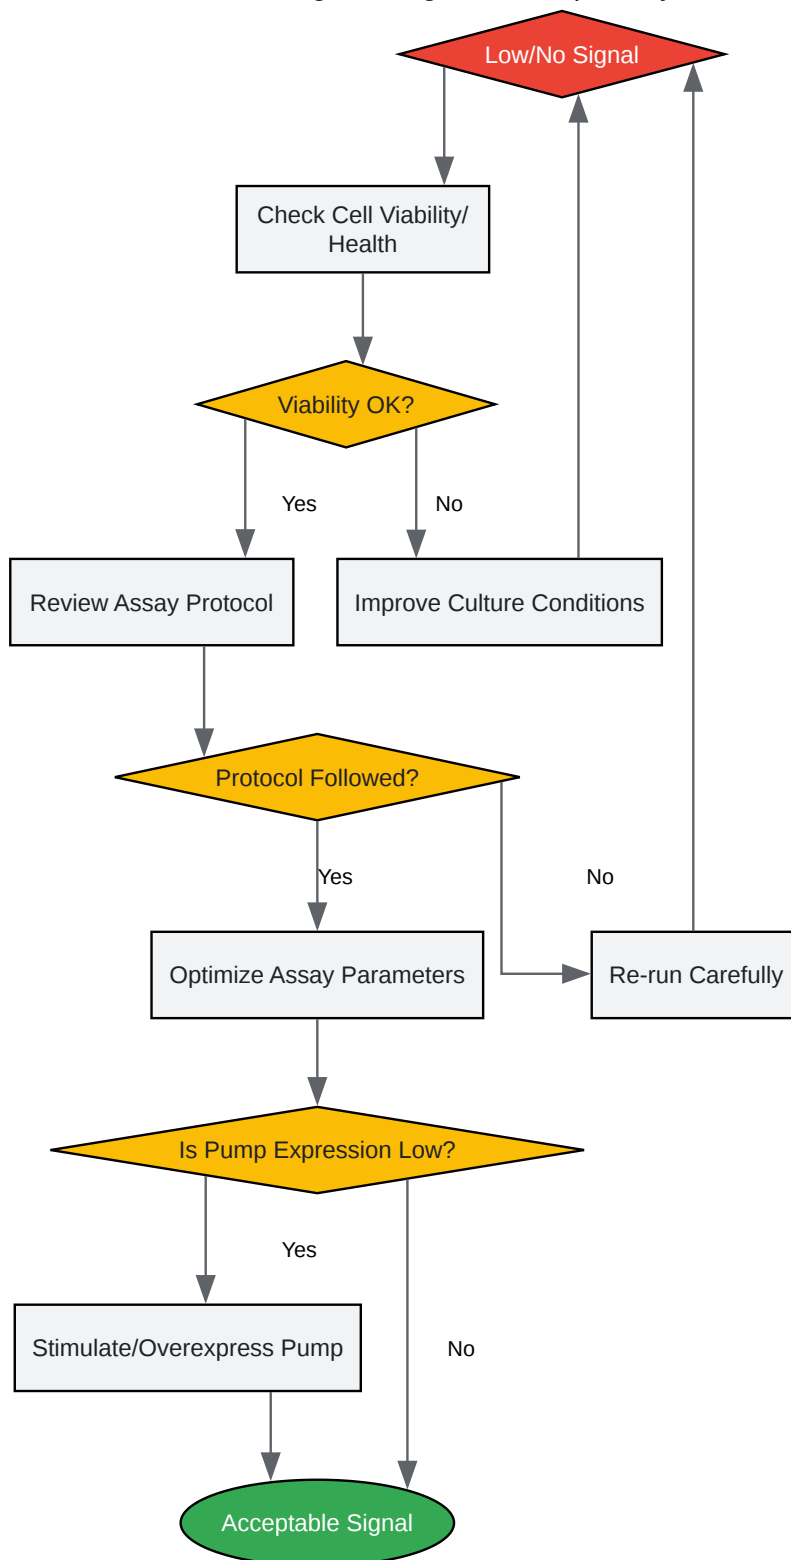 Low/No Signal
Check Cell Viability/
Health
Viability OK?
Yes
No
Review Assay Protocol
Improve Culture Conditions
Protocol Followed?
Yes
No
Optimize Assay Parameters
Re-run Carefully
Is Pump Expression Low?
Yes
Stimulate/Overexpress Pump
No
Acceptable Signal